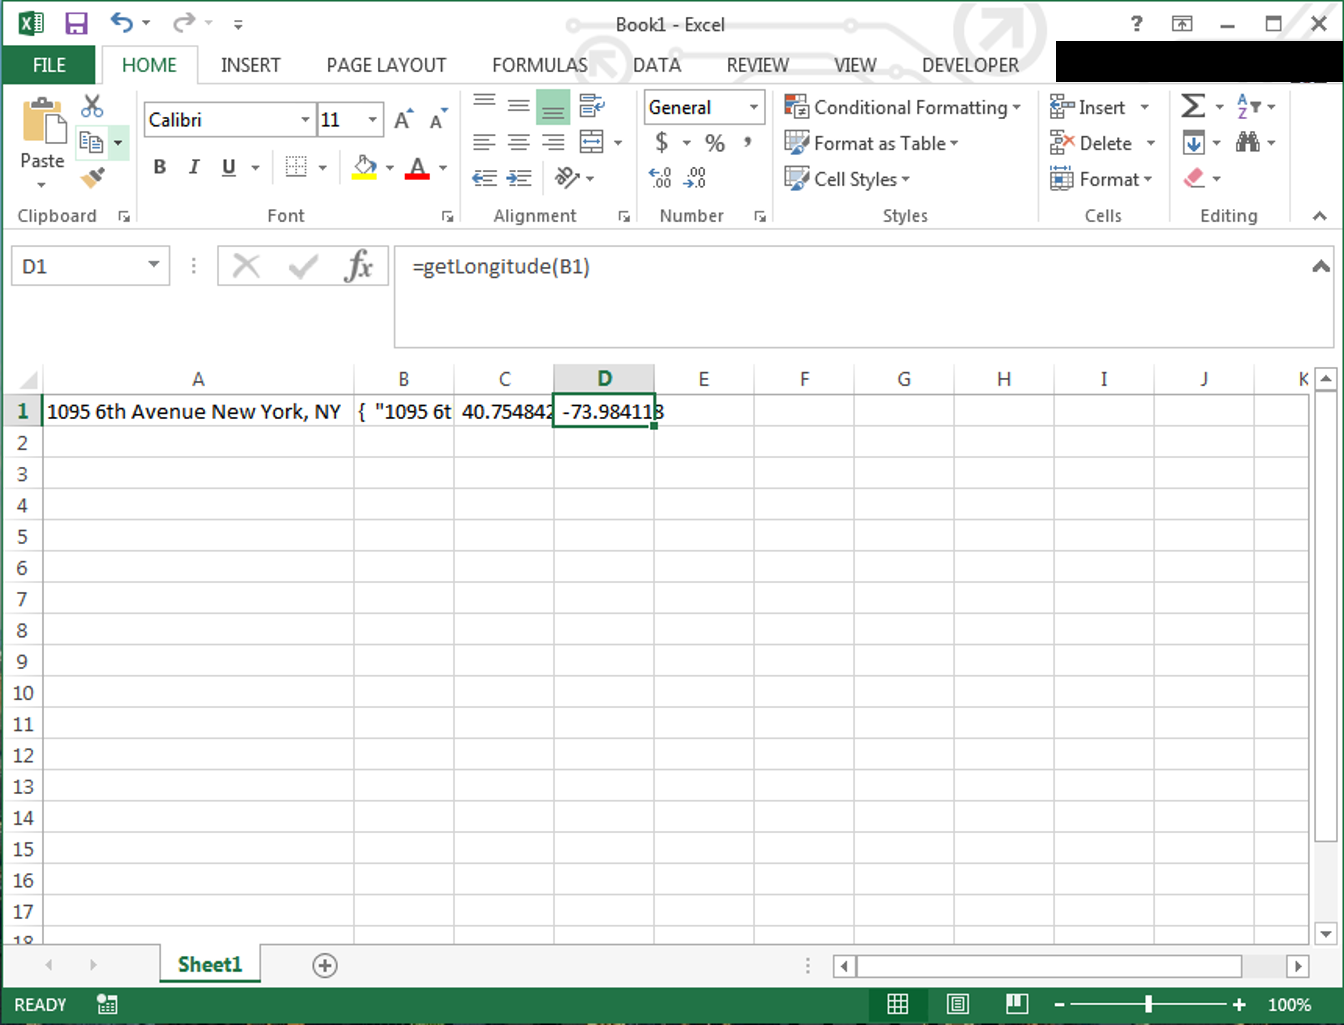 Book1 - Excel
?
FILE HOME INSERT PAGE LAYOUT FORMULAS DATA REVIEW VIEW DEVELOPER
Calibri 11 General Conditional Formatting Insert
Paste B I U A $ % , Format as Table Delete
Cell Styles Format
Clipboard Font Alignment Number Styles Cells Editing
D1 fx =getLongitude(B1)
A B C D E F G H I J K
1 1095 6th Avenue New York, NY { "1095 6t 40.754842 -73.984113
2
3
4
5
6
7
8
9
10
11
12
13
14
15
16
17
18
Sheet1
READY 100%